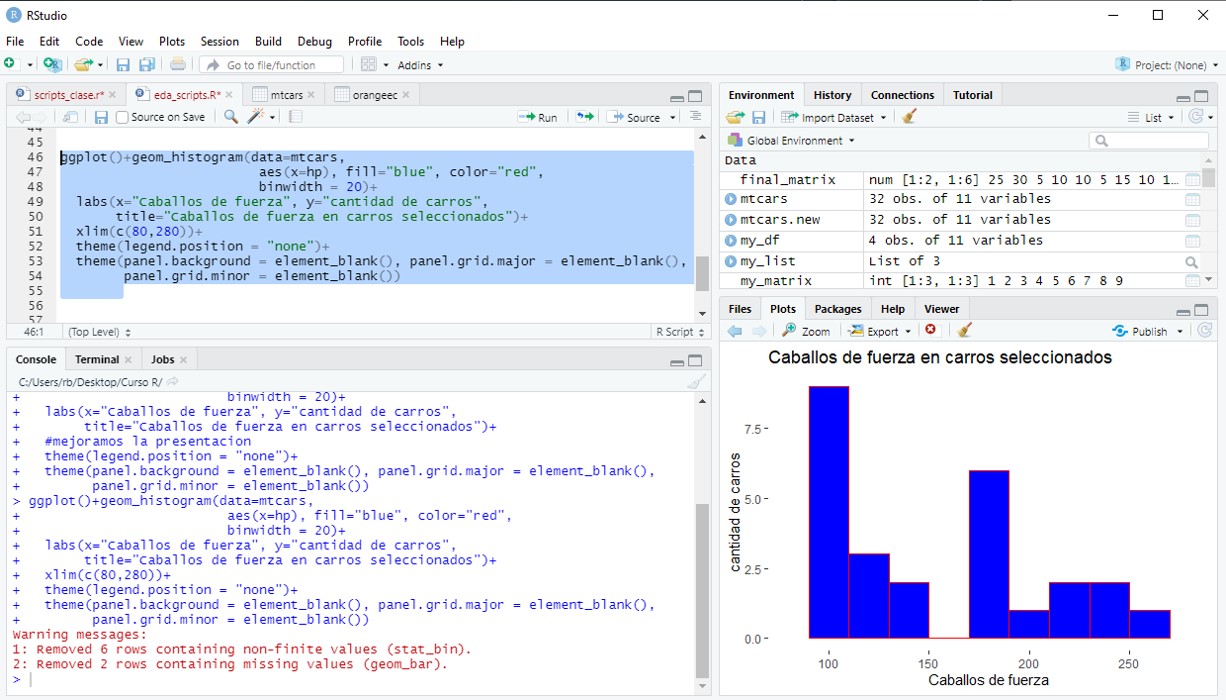 RStudio
File Edit Code View Plots Session Build Debug Profile Tools Help
Go to file/function Addins Project: (None)
scripts_clase.r* eda_scripts.R* mtcars orangeec
Source on Save Run Source
44
45
46 ggplot()+geom_histogram(data=mtcars,
47 aes(x=hp), fill="blue", color="red",
48 binwidth = 20)+
49 labs(x="Caballos de fuerza", y="cantidad de carros",
50 title="Caballos de fuerza en carros seleccionados")+
51 xlim(c(80,280))+
52 theme(legend.position = "none")+
53 theme(panel.background = element_blank(), panel.grid.major = element_blank(),
54 panel.grid.minor = element_blank())
55
56
57
46:1 (Top Level) R Script
Console Terminal Jobs
C:/Users/rb/Desktop/Curso R/
+ binwidth = 20)+
+ labs(x="Caballos de fuerza", y="cantidad de carros",
+ title="Caballos de fuerza en carros seleccionados")+
+ #mejoramos la presentacion
+ theme(legend.position = "none")+
+ theme(panel.background = element_blank(), panel.grid.major = element_blank(),
+ panel.grid.minor = element_blank())
> ggplot()+geom_histogram(data=mtcars,
+ aes(x=hp), fill="blue", color="red",
+ binwidth = 20)+
+ labs(x="Caballos de fuerza", y="cantidad de carros",
+ title="Caballos de fuerza en carros seleccionados")+
+ xlim(c(80,280))+
+ theme(legend.position = "none")+
+ theme(panel.background = element_blank(), panel.grid.major = element_blank(),
+ panel.grid.minor = element_blank())
Warning messages:
1: Removed 6 rows containing non-finite values (stat_bin).
2: Removed 2 rows containing missing values (geom_bar).
>
Environment History Connections Tutorial
Import Dataset List
Global Environment
Data
final_matrix num [1:2, 1:6] 25 30 5 10 10 5 15 10 1...
mtcars 32 obs. of 11 variables
mtcars.new 32 obs. of 11 variables
my_df 4 obs. of 11 variables
my_list List of 3
my_matrix int [1:3, 1:3] 1 2 3 4 5 6 7 8 9
Files Plots Packages Help Viewer
Zoom Export Publish
Caballos de fuerza en carros seleccionados
cantidad de carros
7.5
5.0
2.5
0.0
100 150 200 250
Caballos de fuerza